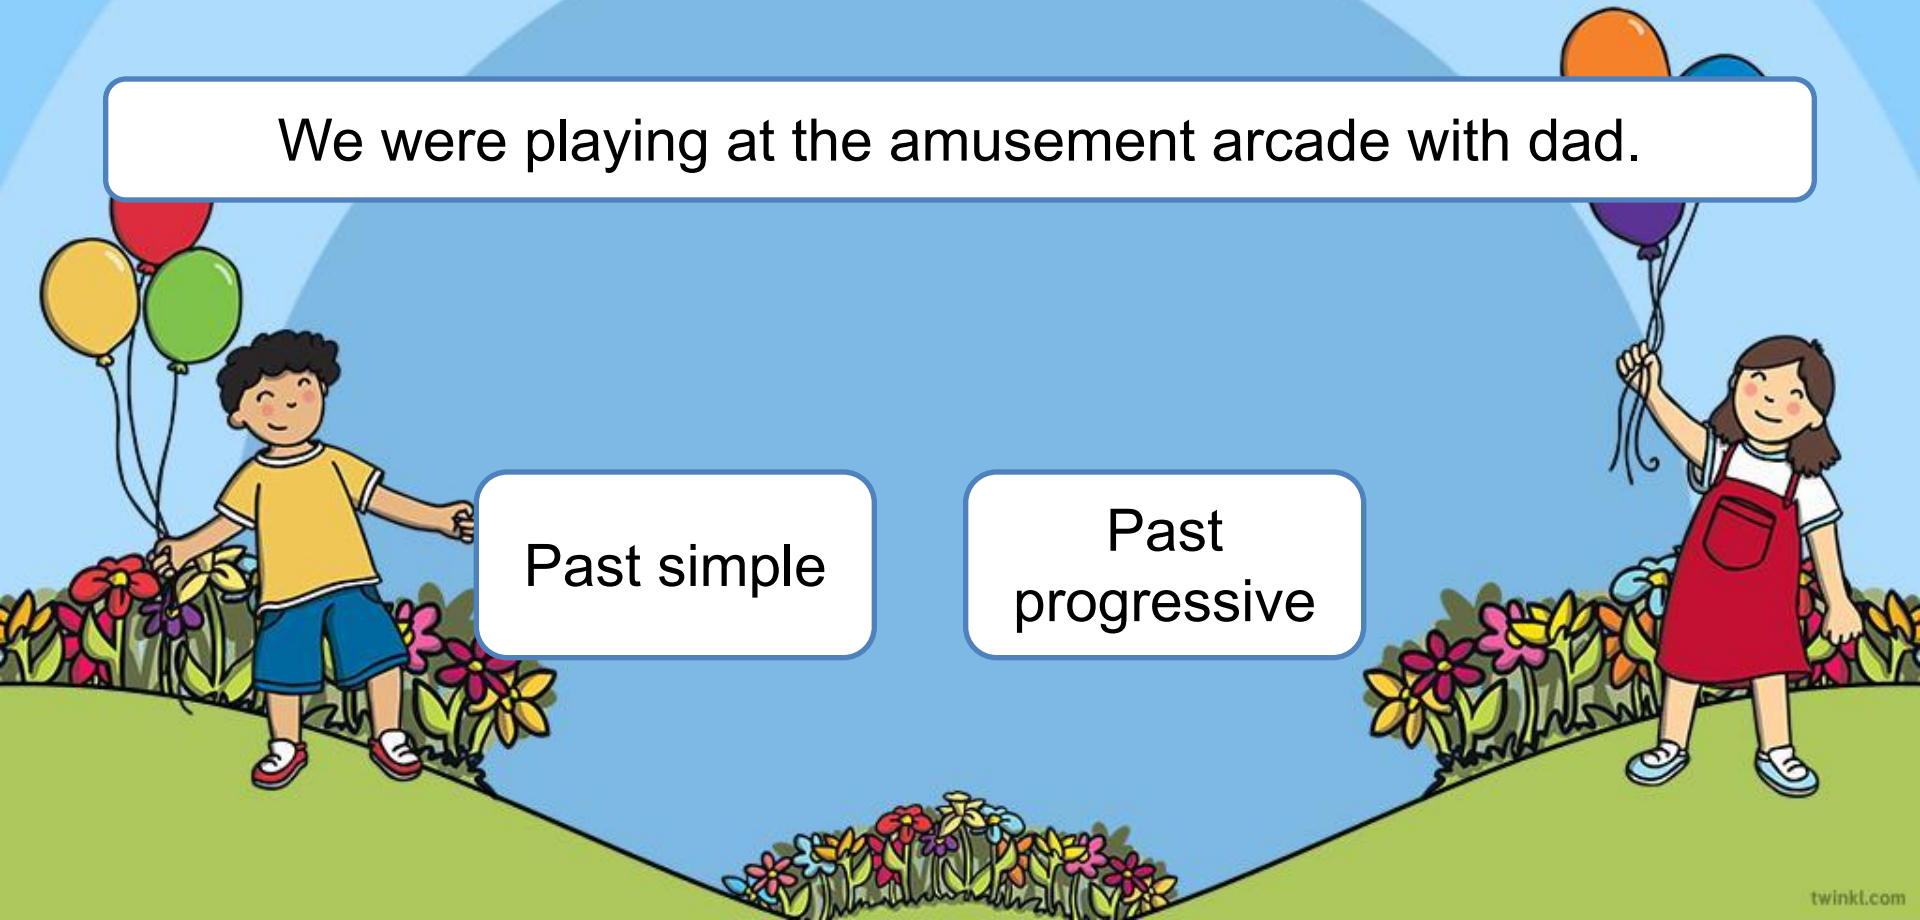 We were playing at the amusement arcade with dad.
Past simple
Past
progressive
twinkl.com